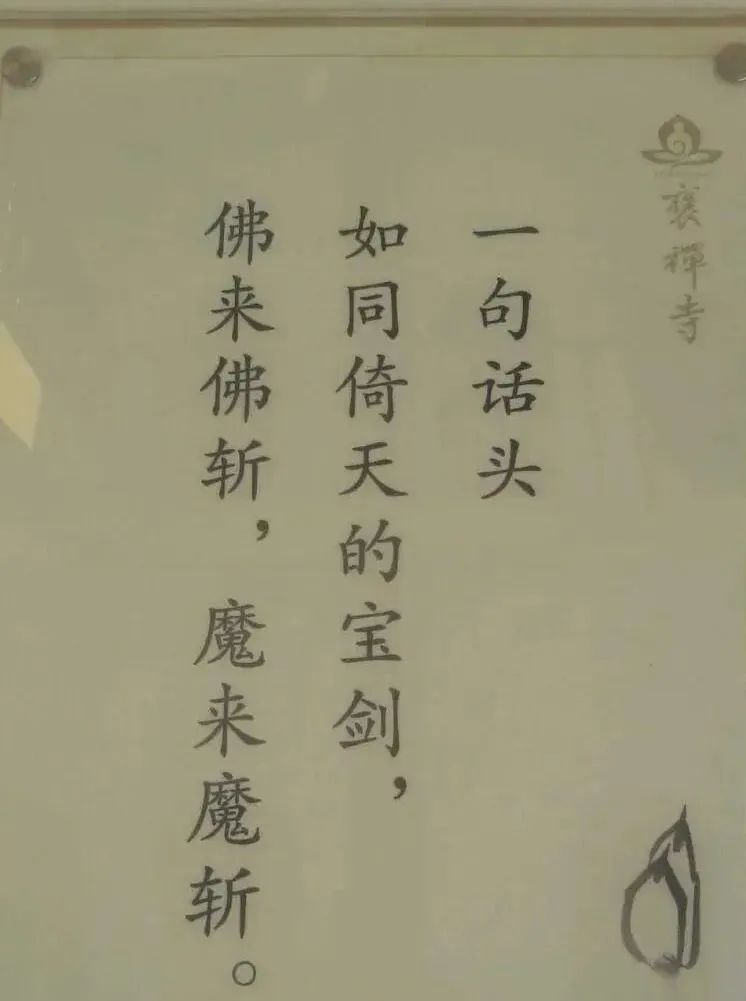 褒禪寺
一句话头
如同倚天的宝剑，
佛来佛斩，魔来魔斩。